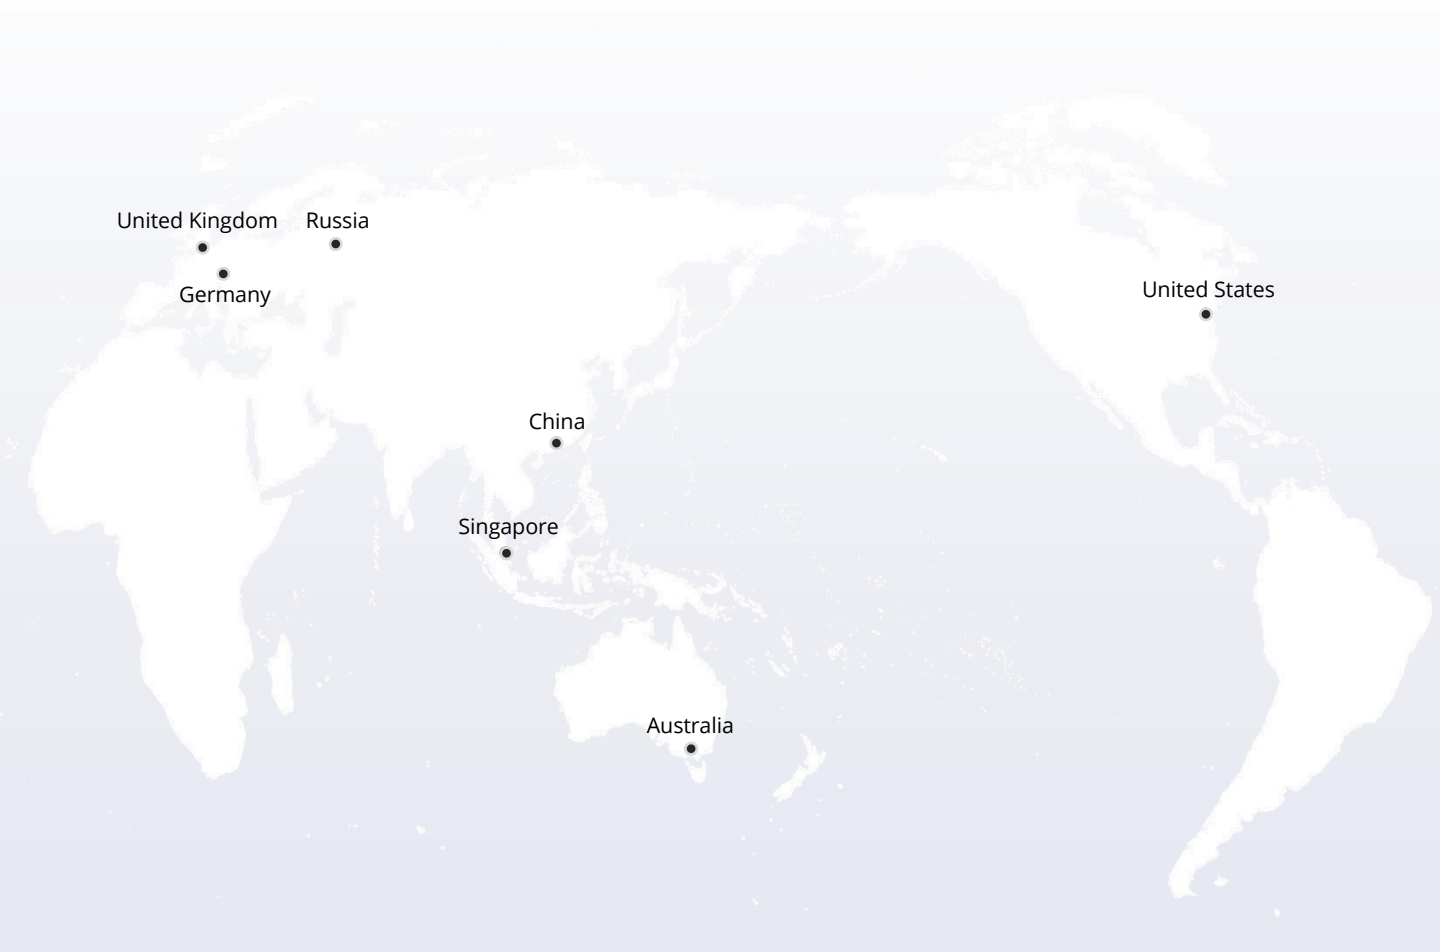 United Kingdom
Russia
Germany
United States
China
Singapore
Australia